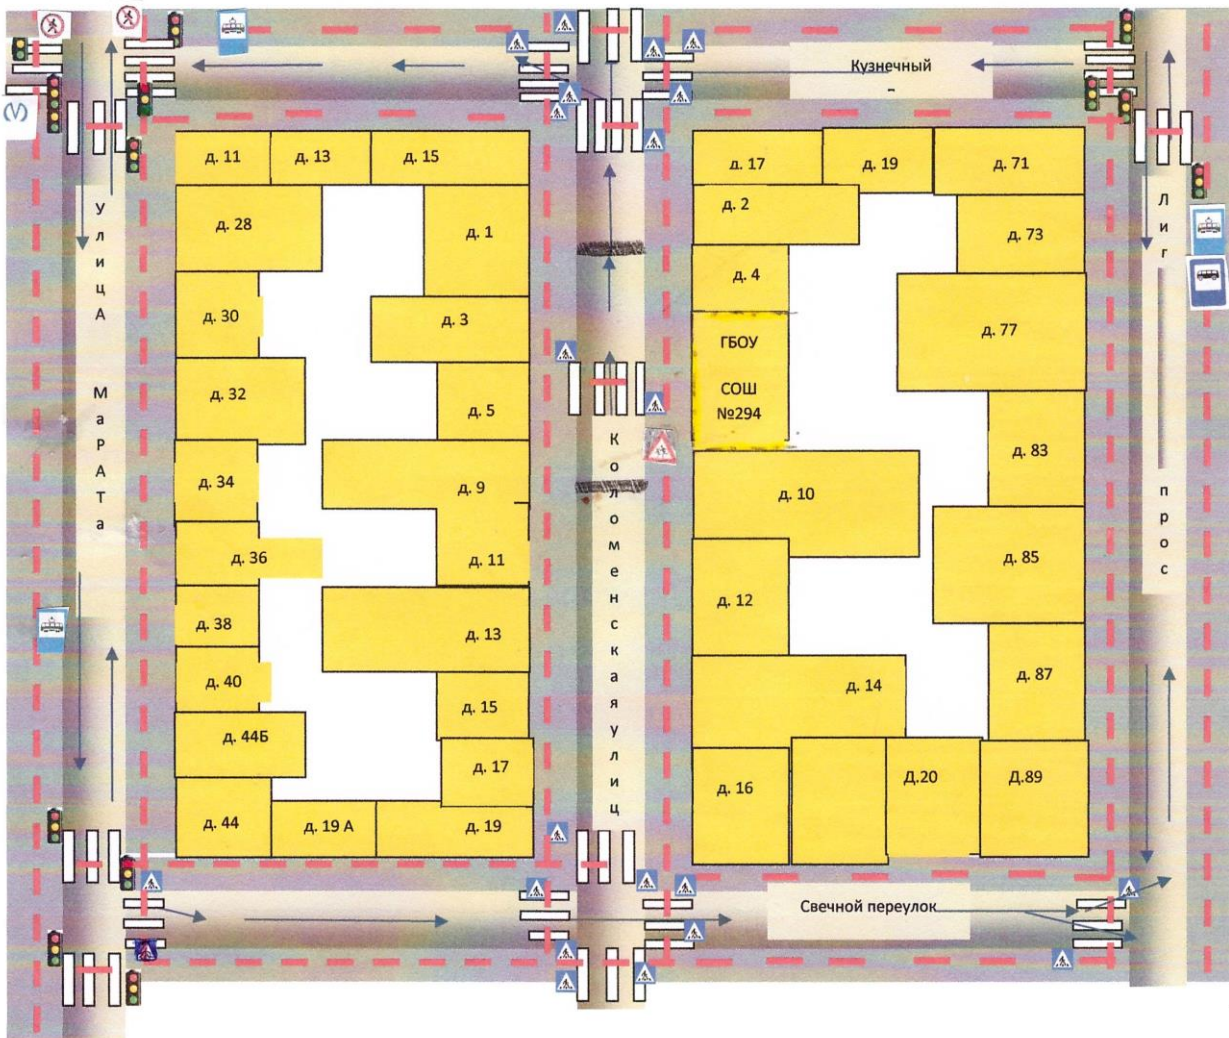 З
Кузнечный
УлицА МаРАТа
Коломенская улиц
Лиг
прос
д. 11
д. 13
д. 15
д. 28
д. 1
д. 30
д. 3
д. 32
д. 5
д. 34
д. 9
д. 36
д. 11
д. 38
д. 13
д. 40
д. 15
д. 44Б
д. 17
д. 44
д. 19 А
д. 19
д. 17
д. 19
д. 71
д. 2
д. 73
д. 4
д. 77
ГБОУ
СОШ
№294
д. 83
д. 10
д. 85
д. 12
д. 87
д. 14
д. 16
Д.20
Д.89
Свечной переулок